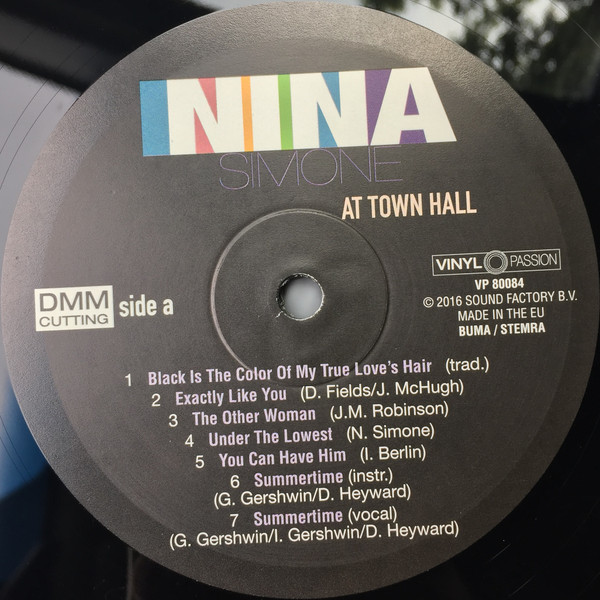 NINA
SIMONE
AT TOWN HALL
DMM
CUTTING
side a
VINYL PASSION
VP 80084
© 2016 SOUND FACTORY B.V.
MADE IN THE EU
BUMA / STEMRA
1 Black Is The Color Of My True Love's Hair (trad.)
2 Exactly Like You (D. Fields/J. McHugh)
3 The Other Woman (J.M. Robinson)
4 Under The Lowest (N. Simone)
5 You Can Have Him (I. Berlin)
6 Summertime (instr.)
(G. Gershwin/D. Heyward)
7 Summertime (vocal)
(G. Gershwin/I. Gershwin/D. Heyward)